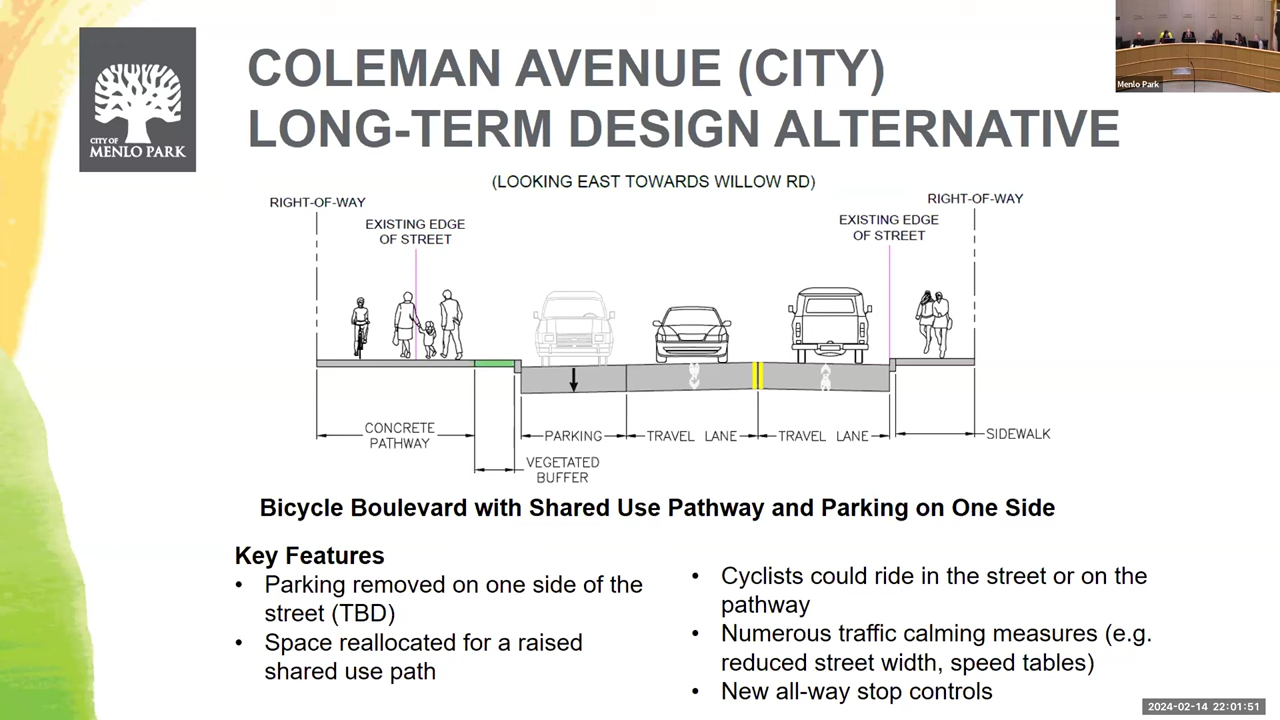 COLEMAN AVENUE (CITY)
LONG-TERM DESIGN ALTERNATIVE
CITY OF
MENLO PARK
Menlo Park
(LOOKING EAST TOWARDS WILLOW RD)
RIGHT-OF-WAY
EXISTING EDGE
OF STREET
EXISTING EDGE
OF STREET
RIGHT-OF-WAY
CONCRETE
PATHWAY
VEGETATED
BUFFER
PARKING
TRAVEL LANE
TRAVEL LANE
SIDEWALK
Bicycle Boulevard with Shared Use Pathway and Parking on One Side
Key Features
• Parking removed on one side of the
street (TBD)
• Space reallocated for a raised
shared use path
• Cyclists could ride in the street or on the
pathway
• Numerous traffic calming measures (e.g.
reduced street width, speed tables)
• New all-way stop controls
2024-02-14 22:01:51